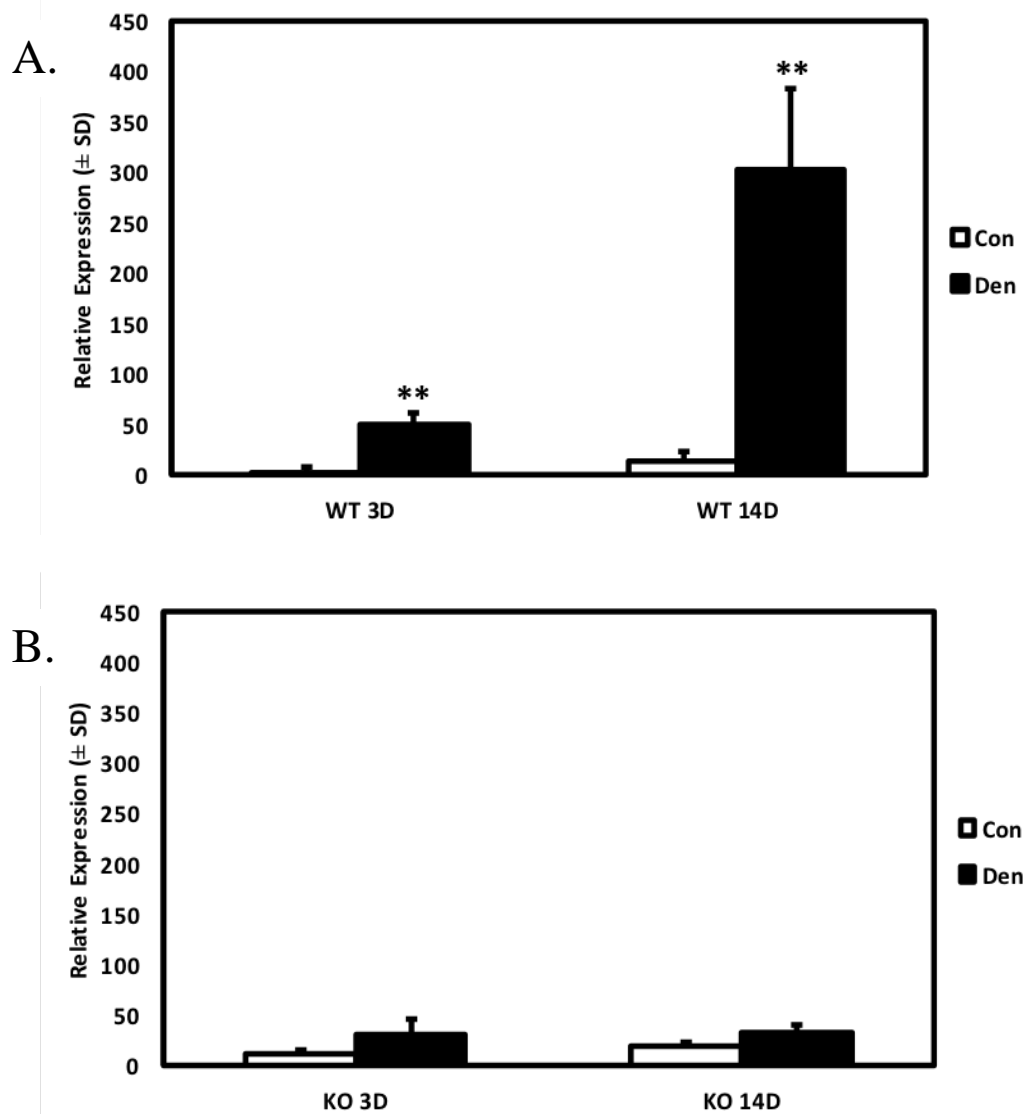 A.
Relative Expression (± SD)
450
400
350
300
250
200
150
100
50
0
**
**
WT 3D
WT 14D
Con
Den
B.
Relative Expression (± SD)
450
400
350
300
250
200
150
100
50
0
KO 3D
KO 14D
Con
Den